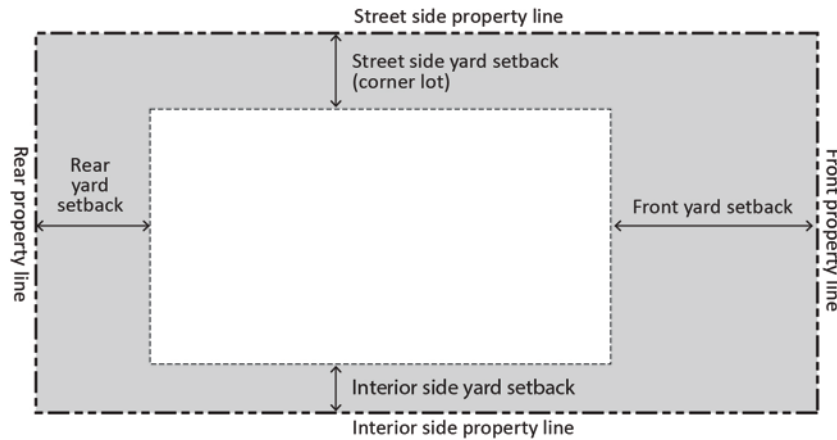 Street side property line
Street side yard setback
(corner lot)
Rear property line
Rear
yard
setback
Front yard setback
Front property line
Interior side yard setback
Interior side property line